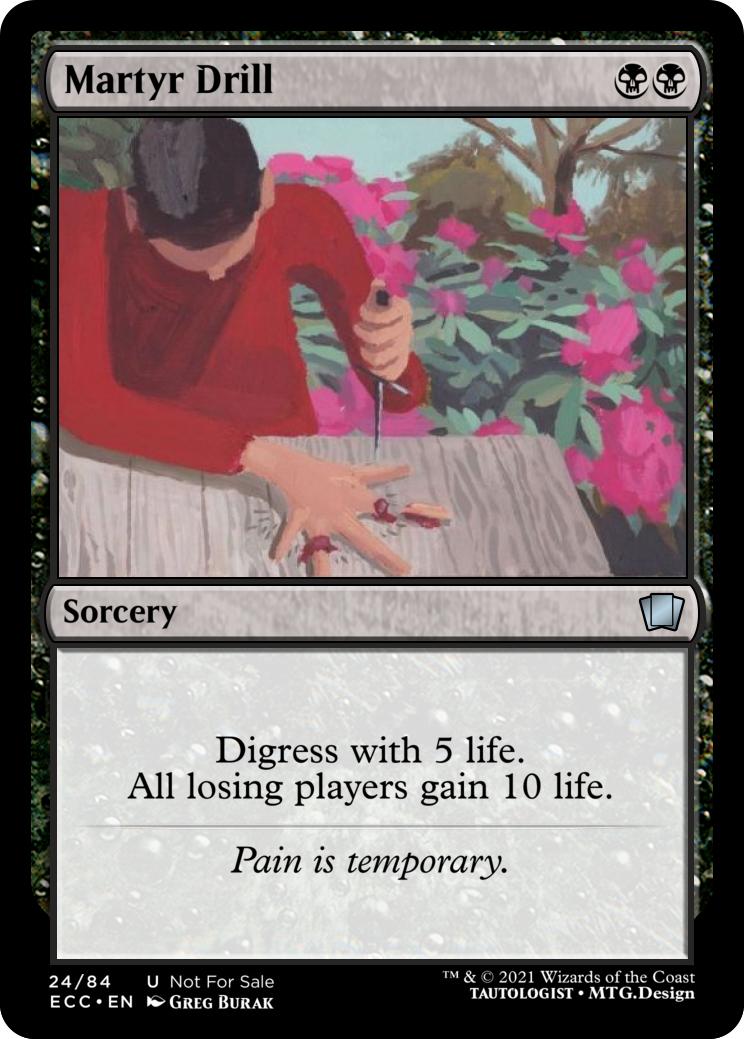 Martyr Drill
Sorcery
Digress with 5 life.
All losing players gain 10 life.
Pain is temporary.
24/84 U Not For Sale
ECC • EN Greg Burak
™ & © 2021 Wizards of the Coast
TAUTOLOGIST • MTG.Design